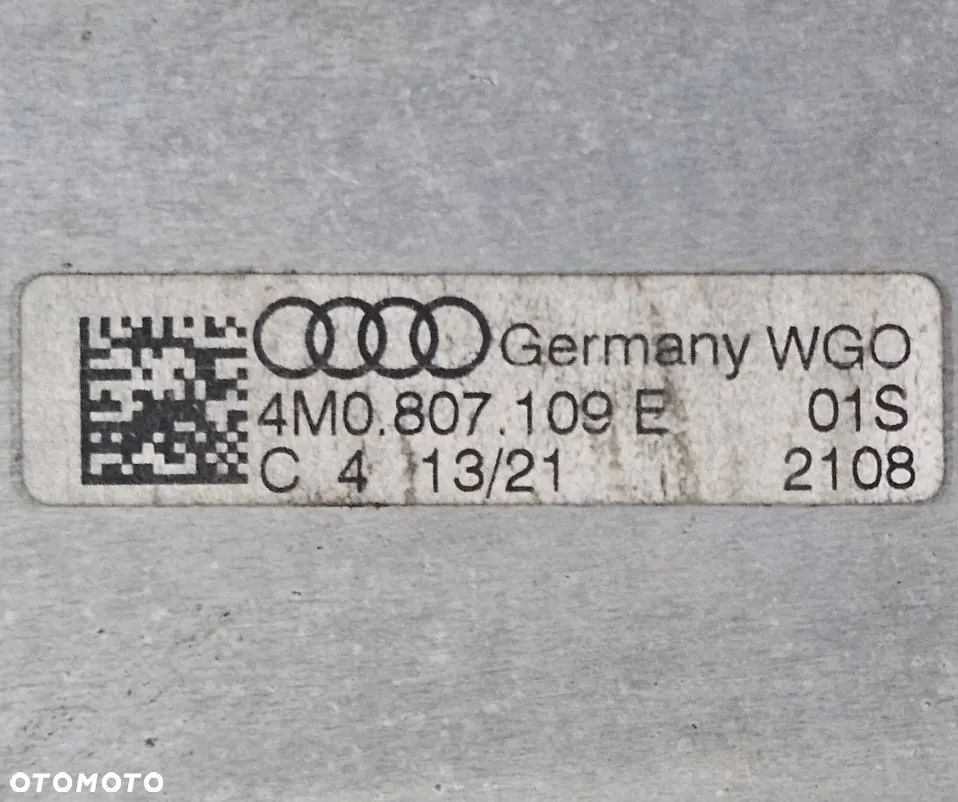 Germany WGO
4M0.807.109 E 01S
C 4 13/21 2108
OTOMOTO